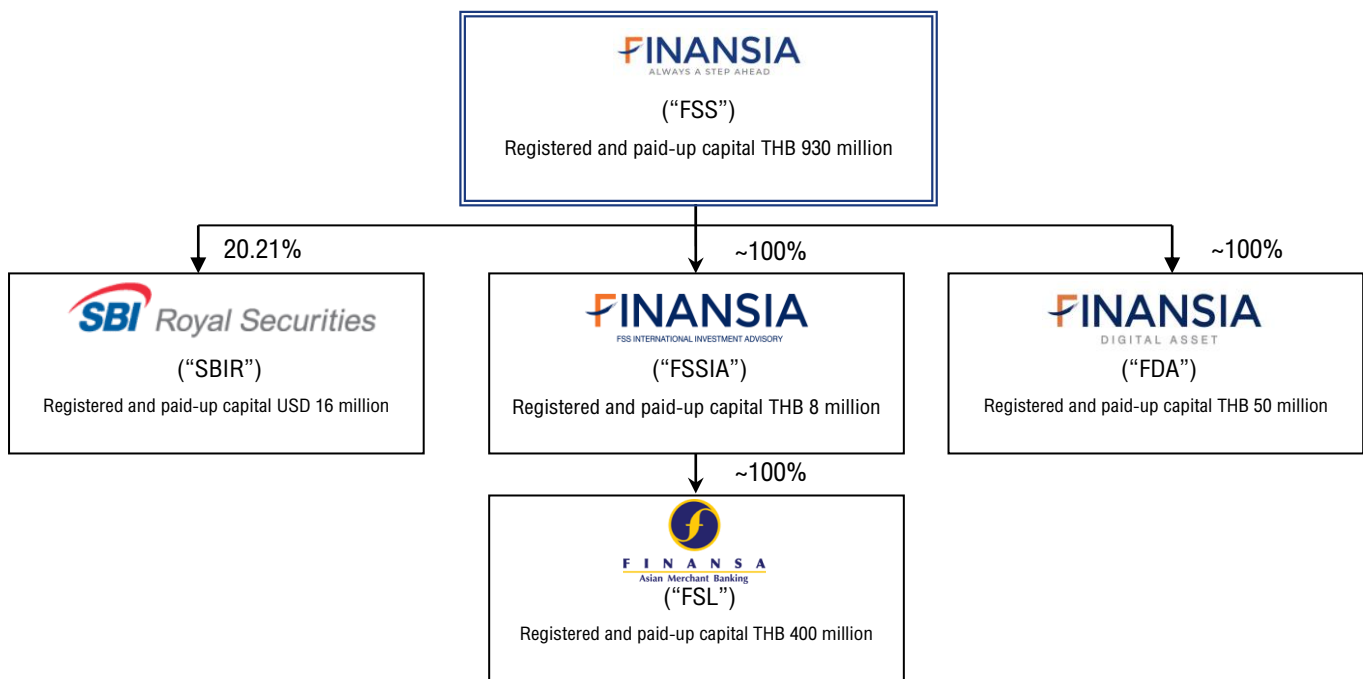 FINANSIA
ALWAYS A STEP AHEAD
(“FSS”)
Registered and paid-up capital THB 930 million
20.21%
~100%
~100%
SBI Royal Securities
(“SBIR”)
Registered and paid-up capital USD 16 million
FINANSIA
FSS INTERNATIONAL INVESTMENT ADVISORY
(“FSSIA”)
Registered and paid-up capital THB 8 million
FINANSIA
DIGITAL ASSET
(“FDA”)
Registered and paid-up capital THB 50 million
~100%
f
FINANSA
Asian Merchant Banking
(“FSL”)
Registered and paid-up capital THB 400 million